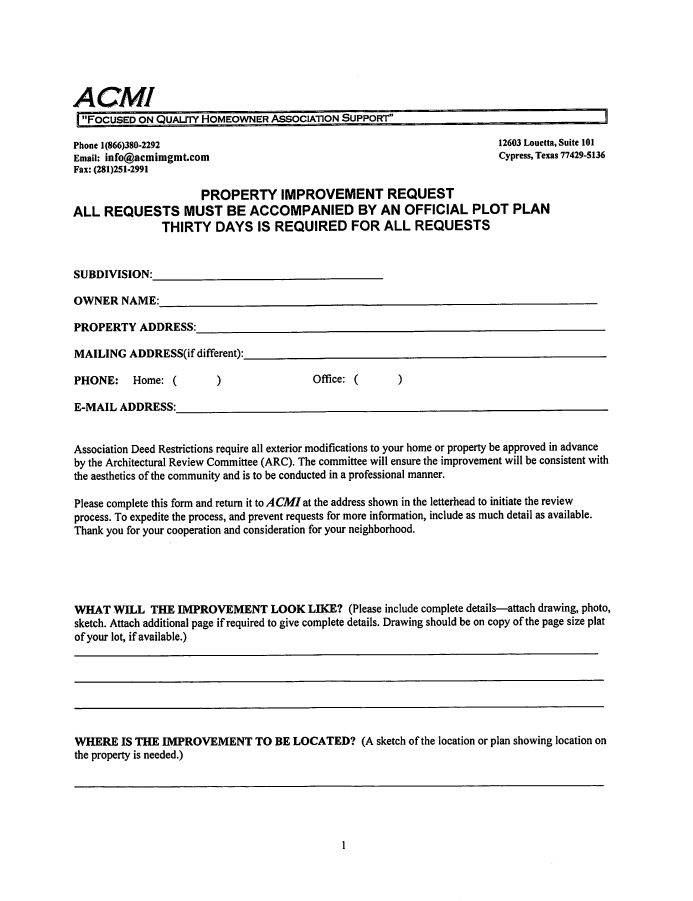 ACMI
"FOCUSED ON QUALITY HOMEOWNER ASSOCIATION SUPPORT"
Phone 1(866)380-2292
Email: info@acmimgmt.com
Fax: (281)251-2991
12603 Louetta, Suite 101
Cypress, Texas 77429-5136
PROPERTY IMPROVEMENT REQUEST
ALL REQUESTS MUST BE ACCOMPANIED BY AN OFFICIAL PLOT PLAN
THIRTY DAYS IS REQUIRED FOR ALL REQUESTS
SUBDIVISION:
OWNER NAME:
PROPERTY ADDRESS:
MAILING ADDRESS(if different):
PHONE: Home: ( ) Office: ( )
E-MAIL ADDRESS:
Association Deed Restrictions require all exterior modifications to your home or property be approved in advance
by the Architectural Review Committee (ARC). The committee will ensure the improvement will be consistent with
the aesthetics of the community and is to be conducted in a professional manner.
Please complete this form and return it to ACMI at the address shown in the letterhead to initiate the review
process. To expedite the process, and prevent requests for more information, include as much detail as available.
Thank you for your cooperation and consideration for your neighborhood.
WHAT WILL THE IMPROVEMENT LOOK LIKE? (Please include complete details—attach drawing, photo,
sketch. Attach additional page if required to give complete details. Drawing should be on copy of the page size plat
of your lot, if available.)
WHERE IS THE IMPROVEMENT TO BE LOCATED? (A sketch of the location or plan showing location on
the property is needed.)
1